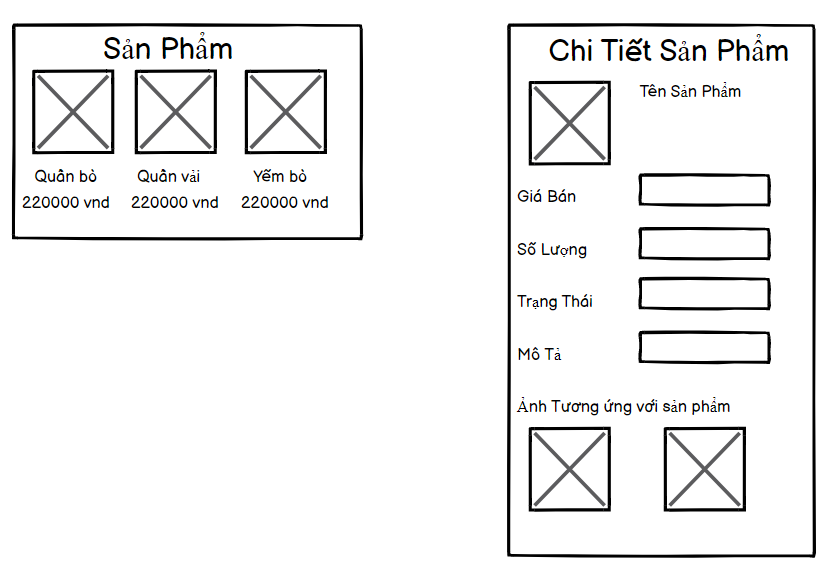 Sản Phẩm
Quần bò Quần vải Yếm bò
220000 vnd 220000 vnd 220000 vnd
Chi Tiết Sản Phẩm
Tên Sản Phẩm
Giá Bán
Số Lượng
Trạng Thái
Mô Tả
Ảnh Tương ứng với sản phẩm